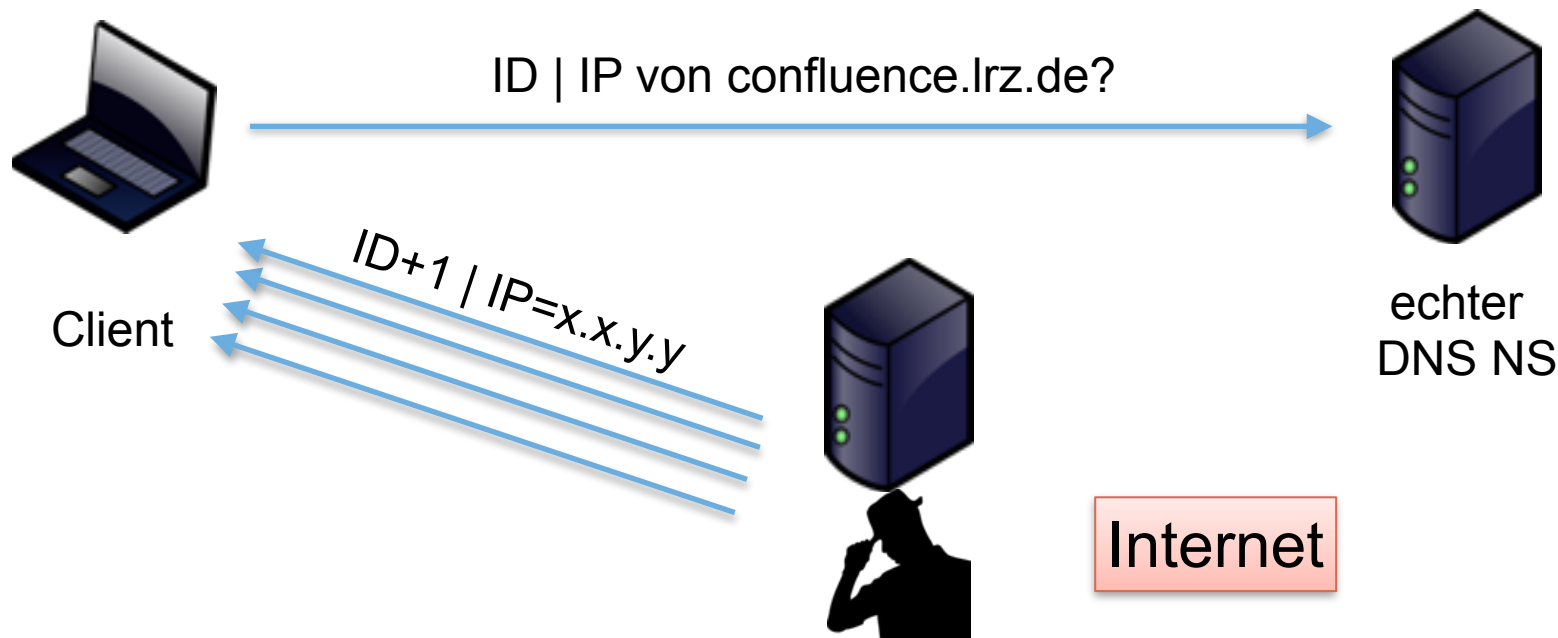 ID | IP von confluence.lrz.de?
ID+1 | IP=x.x.y.y
Client
echter
DNS NS
Internet